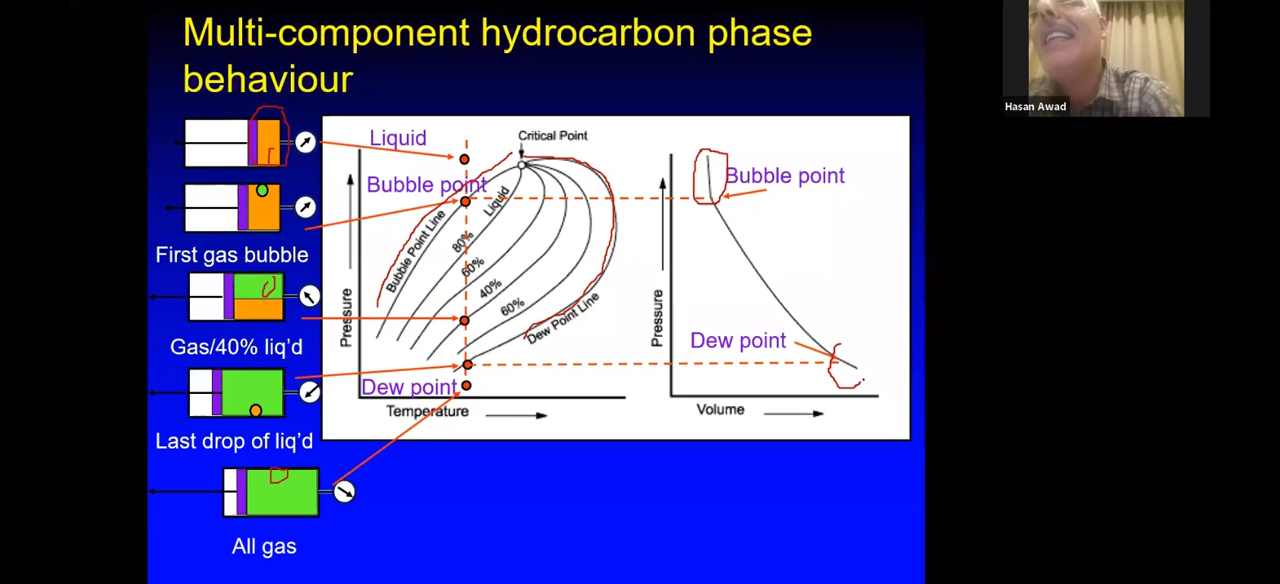 Multi-component hydrocarbon phase
behaviour
Hasan Awad
First gas bubble
Gas/40% liq'd
Last drop of liq'd
All gas
Liquid
Critical Point
Bubble point
Bubble Point Line
Liquid
80%
60%
40%
60%
Dew Point Line
Dew point
Pressure
Temperature
Bubble point
Dew point
Pressure
Volume